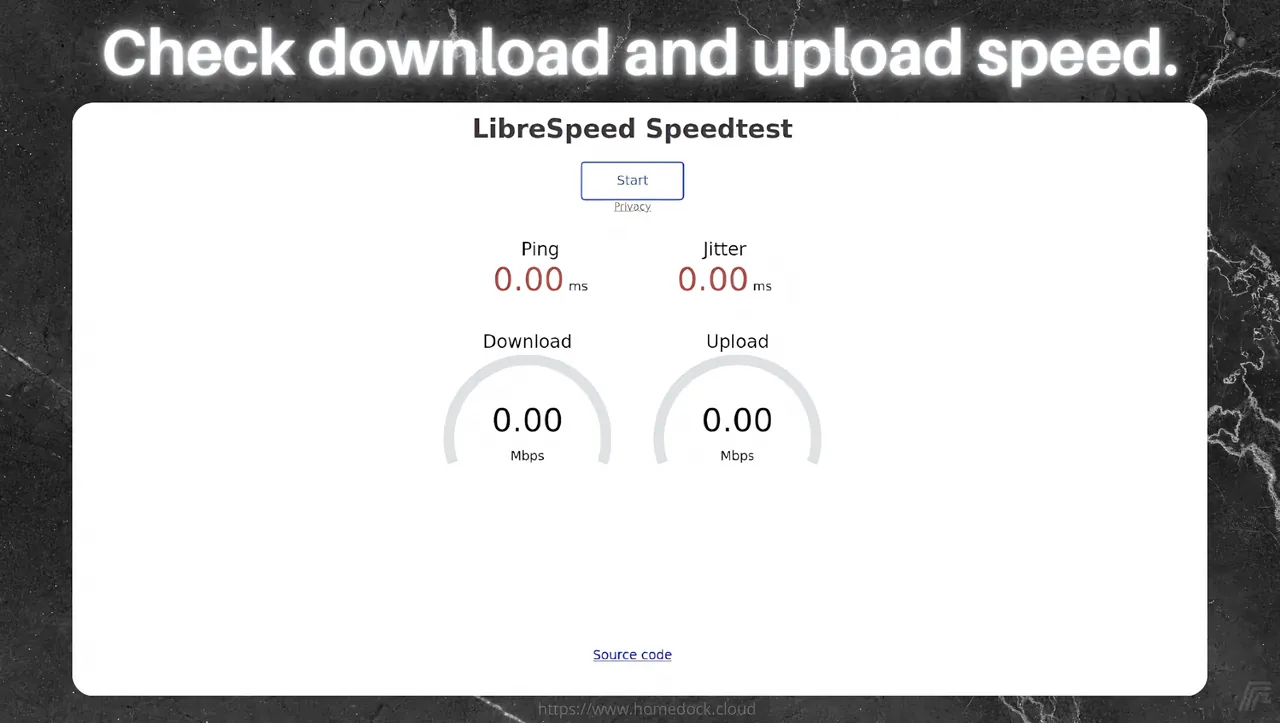 Check download and upload speed.
LibreSpeed Speedtest
Start
Privacy
Ping Jitter
0.00 ms 0.00 ms
Download Upload
0.00 0.00
Mbps Mbps
Source code
https://www.homedock.cloud